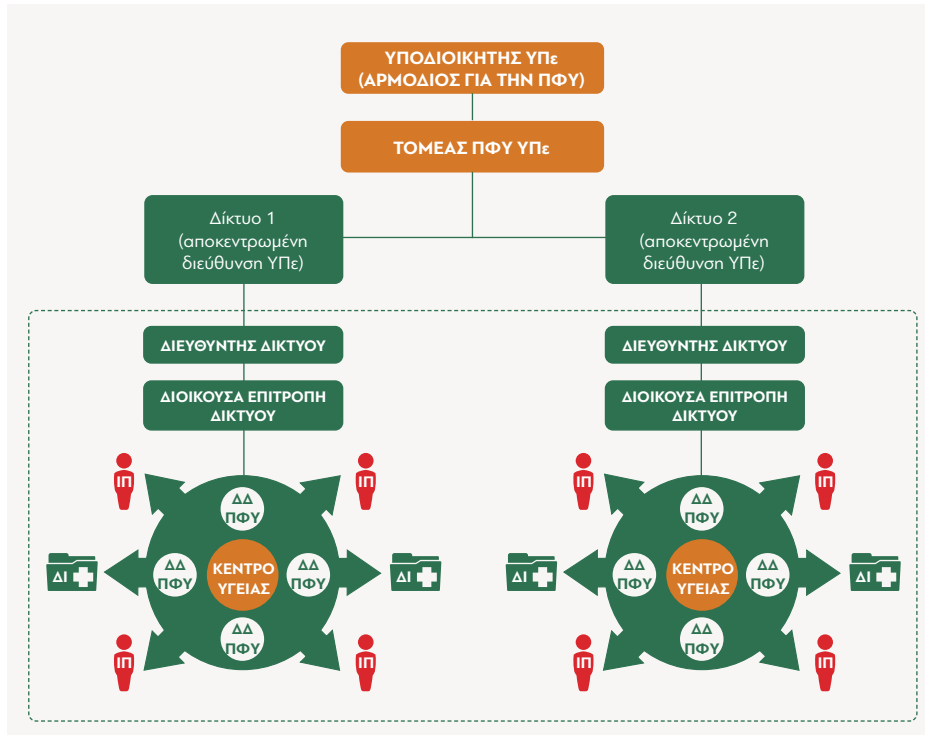 ΥΠΟΔΙΟΙΚΗΤΗΣ ΥΠε
(ΑΡΜΟΔΙΟΣ ΓΙΑ ΤΗΝ ΠΦΥ)
ΤΟΜΕΑΣ ΠΦΥ ΥΠε
Δίκτυο 1
(αποκεντρωμένη
διεύθυνση ΥΠε)
Δίκτυο 2
(αποκεντρωμένη
διεύθυνση ΥΠε)
ΔΙΕΥΘΥΝΤΗΣ ΔΙΚΤΥΟΥ
ΔΙΟΙΚΟΥΣΑ ΕΠΙΤΡΟΠΗ
ΔΙΚΤΥΟΥ
ΙΠ
ΙΠ
ΔΔ
ΠΦΥ
ΔΙ
ΔΔ
ΠΦΥ
ΚΕΝΤΡΟ
ΥΓΕΙΑΣ
ΔΔ
ΠΦΥ
ΔΙ
ΔΔ
ΠΦΥ
ΙΠ
ΙΠ
ΔΙΕΥΘΥΝΤΗΣ ΔΙΚΤΥΟΥ
ΔΙΟΙΚΟΥΣΑ ΕΠΙΤΡΟΠΗ
ΔΙΚΤΥΟΥ
ΙΠ
ΙΠ
ΔΔ
ΠΦΥ
ΔΙ
ΔΔ
ΠΦΥ
ΚΕΝΤΡΟ
ΥΓΕΙΑΣ
ΔΔ
ΠΦΥ
ΔΙ
ΔΔ
ΠΦΥ
ΙΠ
ΙΠ